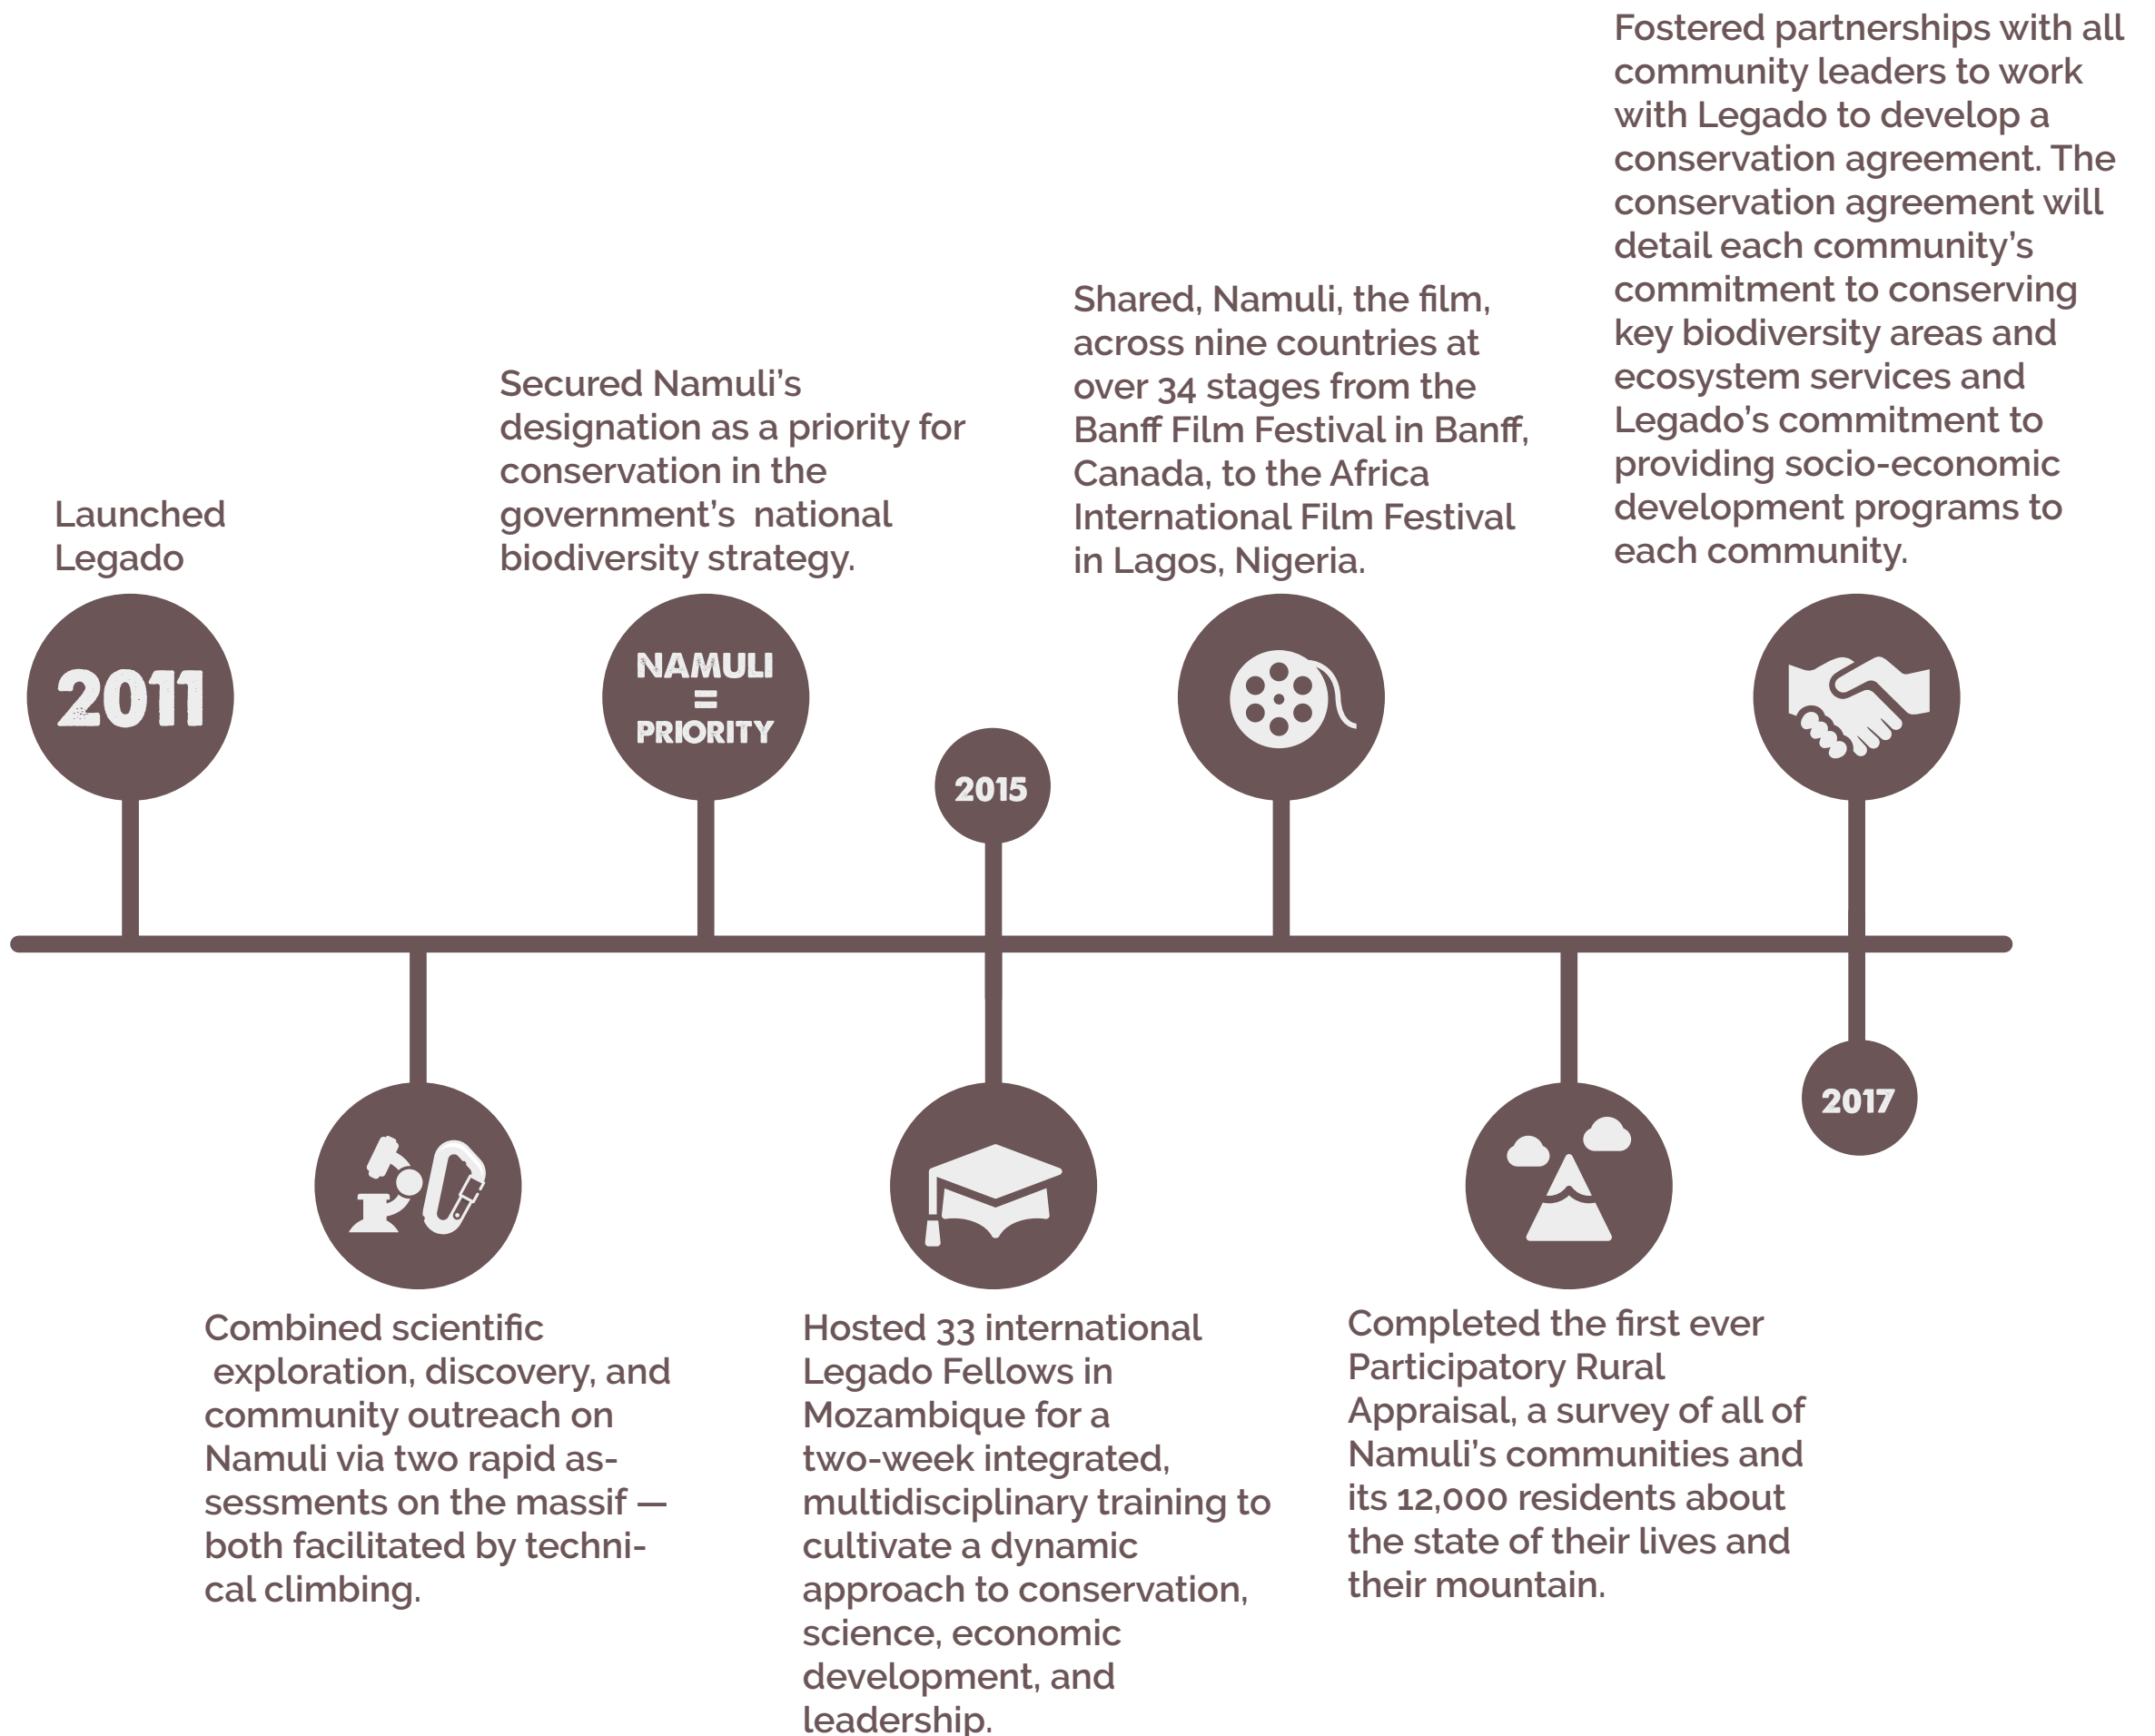 Launched
Legado
2011
Combined scientific
exploration, discovery, and
community outreach on
Namuli via two rapid as-
sessments on the massif —
both facilitated by techni-
cal climbing.
Secured Namuli’s
designation as a priority for
conservation in the
government’s  national
biodiversity strategy.
NAMULI
=
PRIORITY
2015
Hosted 33 international
Legado Fellows in
Mozambique for a
two-week integrated,
multidisciplinary training to
cultivate a dynamic
approach to conservation,
science, economic
development, and
leadership.
Shared, Namuli, the film,
across nine countries at
over 34 stages from the
Banff Film Festival in Banff,
Canada, to the Africa
International Film Festival
in Lagos, Nigeria.
Completed the first ever
Participatory Rural
Appraisal, a survey of all of
Namuli’s communities and
its 12,000 residents about
the state of their lives and
their mountain.
Fostered partnerships with all
community leaders to work
with Legado to develop a
conservation agreement. The
conservation agreement will
detail each community’s
commitment to conserving
key biodiversity areas and
ecosystem services and
Legado’s commitment to
providing socio-economic
development programs to
each community.
2017